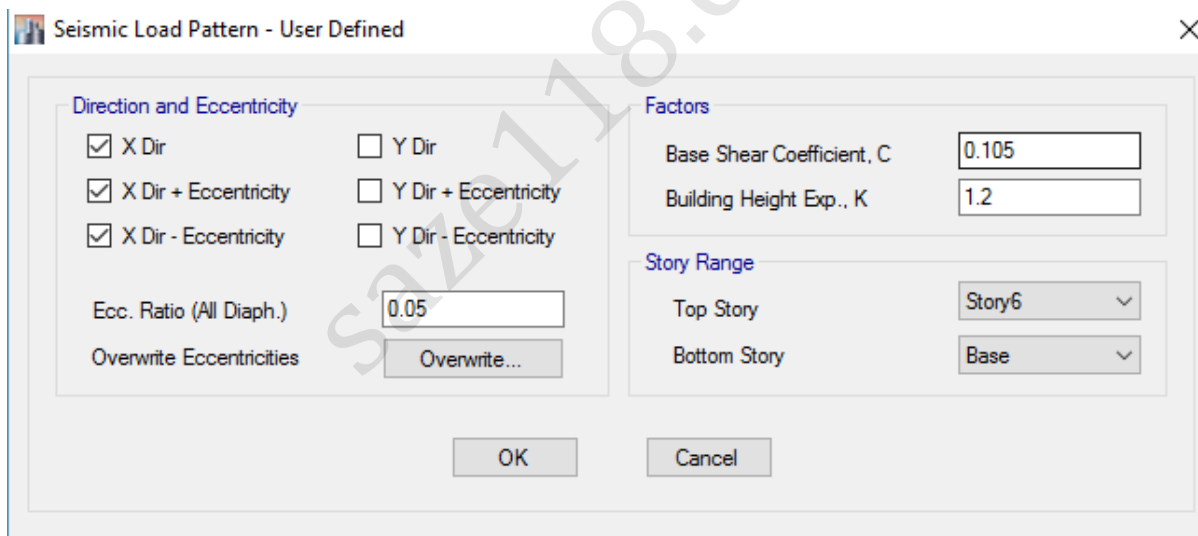 Seismic Load Pattern - User Defined
Direction and Eccentricity
X Dir
Y Dir
X Dir + Eccentricity
Y Dir + Eccentricity
X Dir - Eccentricity
Y Dir - Eccentricity
Ecc. Ratio (All Diaph.)
0.05
Overwrite Eccentricities
Overwrite...
Factors
Base Shear Coefficient, C
0.105
Building Height Exp., K
1.2
Story Range
Top Story
Story6
Bottom Story
Base
OK
Cancel